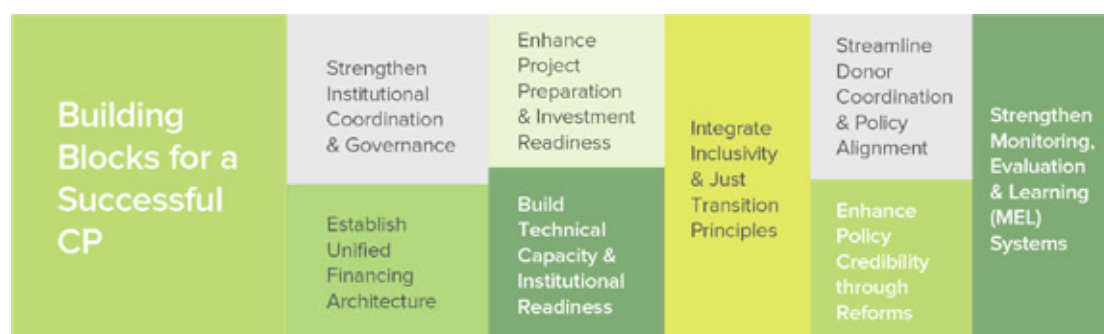 Building
Blocks for a
Successful
CP
Strengthen
Institutional
Coordination
& Governance
Establish
Unified
Financing
Architecture
Enhance
Project
Preparation
& Investment
Readiness
Build
Technical
Capacity &
Institutional
Readiness
Integrate
Inclusivity
& Just
Transition
Principles
Streamline
Donor
Coordination
& Policy
Alignment
Enhance
Policy
Credibility
through
Reforms
Strengthen
Monitoring,
Evaluation
& Learning
(MEL)
Systems